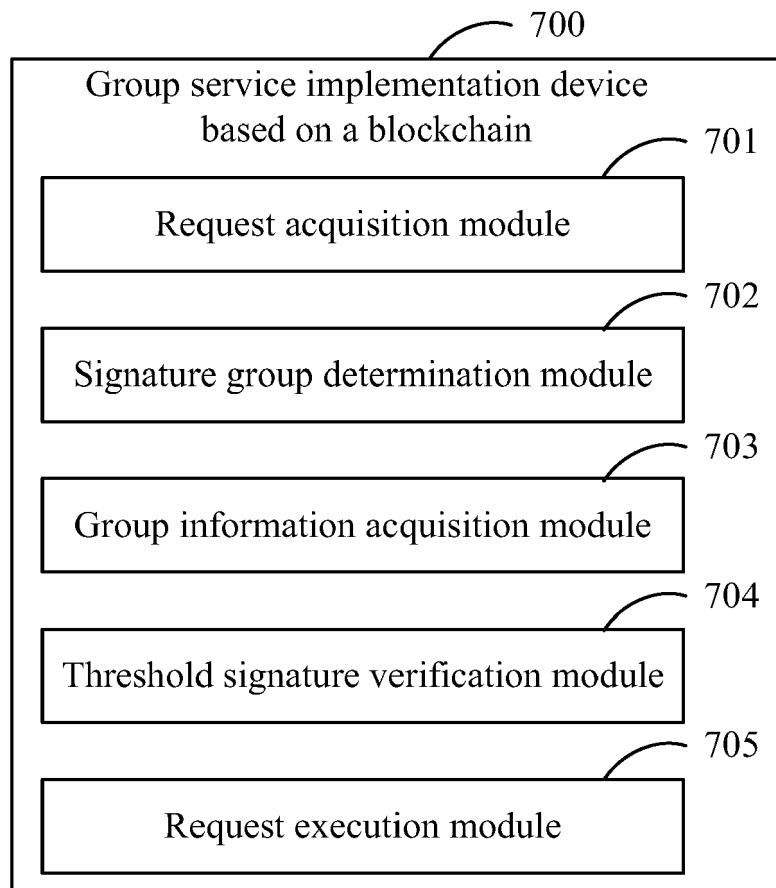 700
Group service implementation device
based on a blockchain
701
Request acquisition module
702
Signature group determination module
703
Group information acquisition module
704
Threshold signature verification module
705
Request execution module